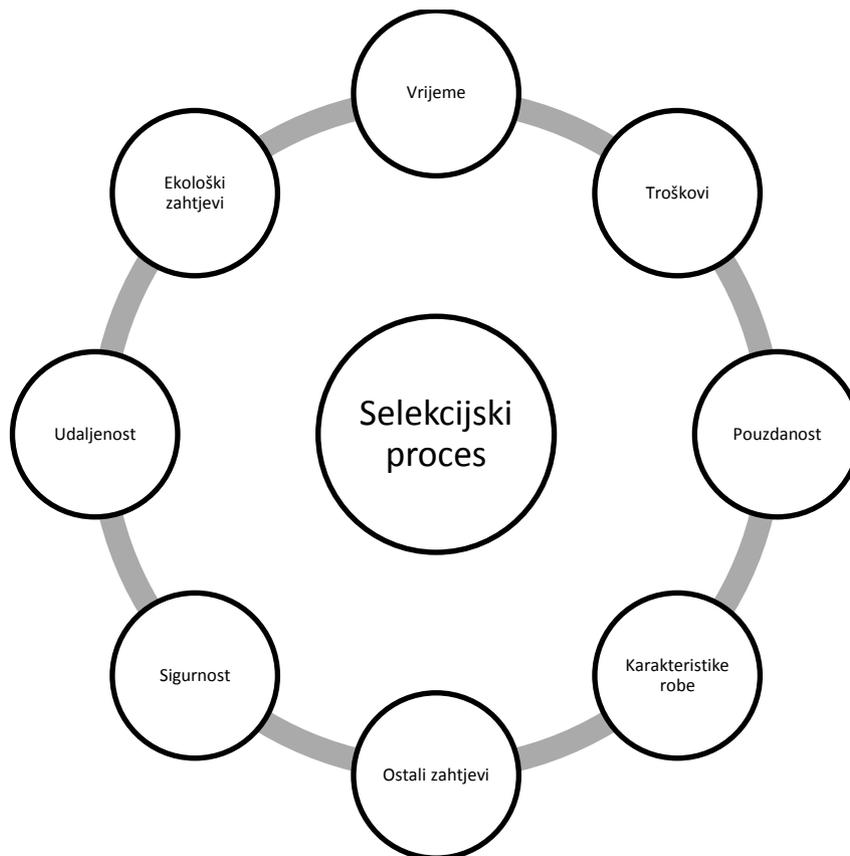 Vrijeme
Troškovi
Pouzdanost
Karakteristike
robe
Ostali zahtjevi
Sigurnost
Udaljenost
Ekološki
zahtjevi
Selekcijski
proces